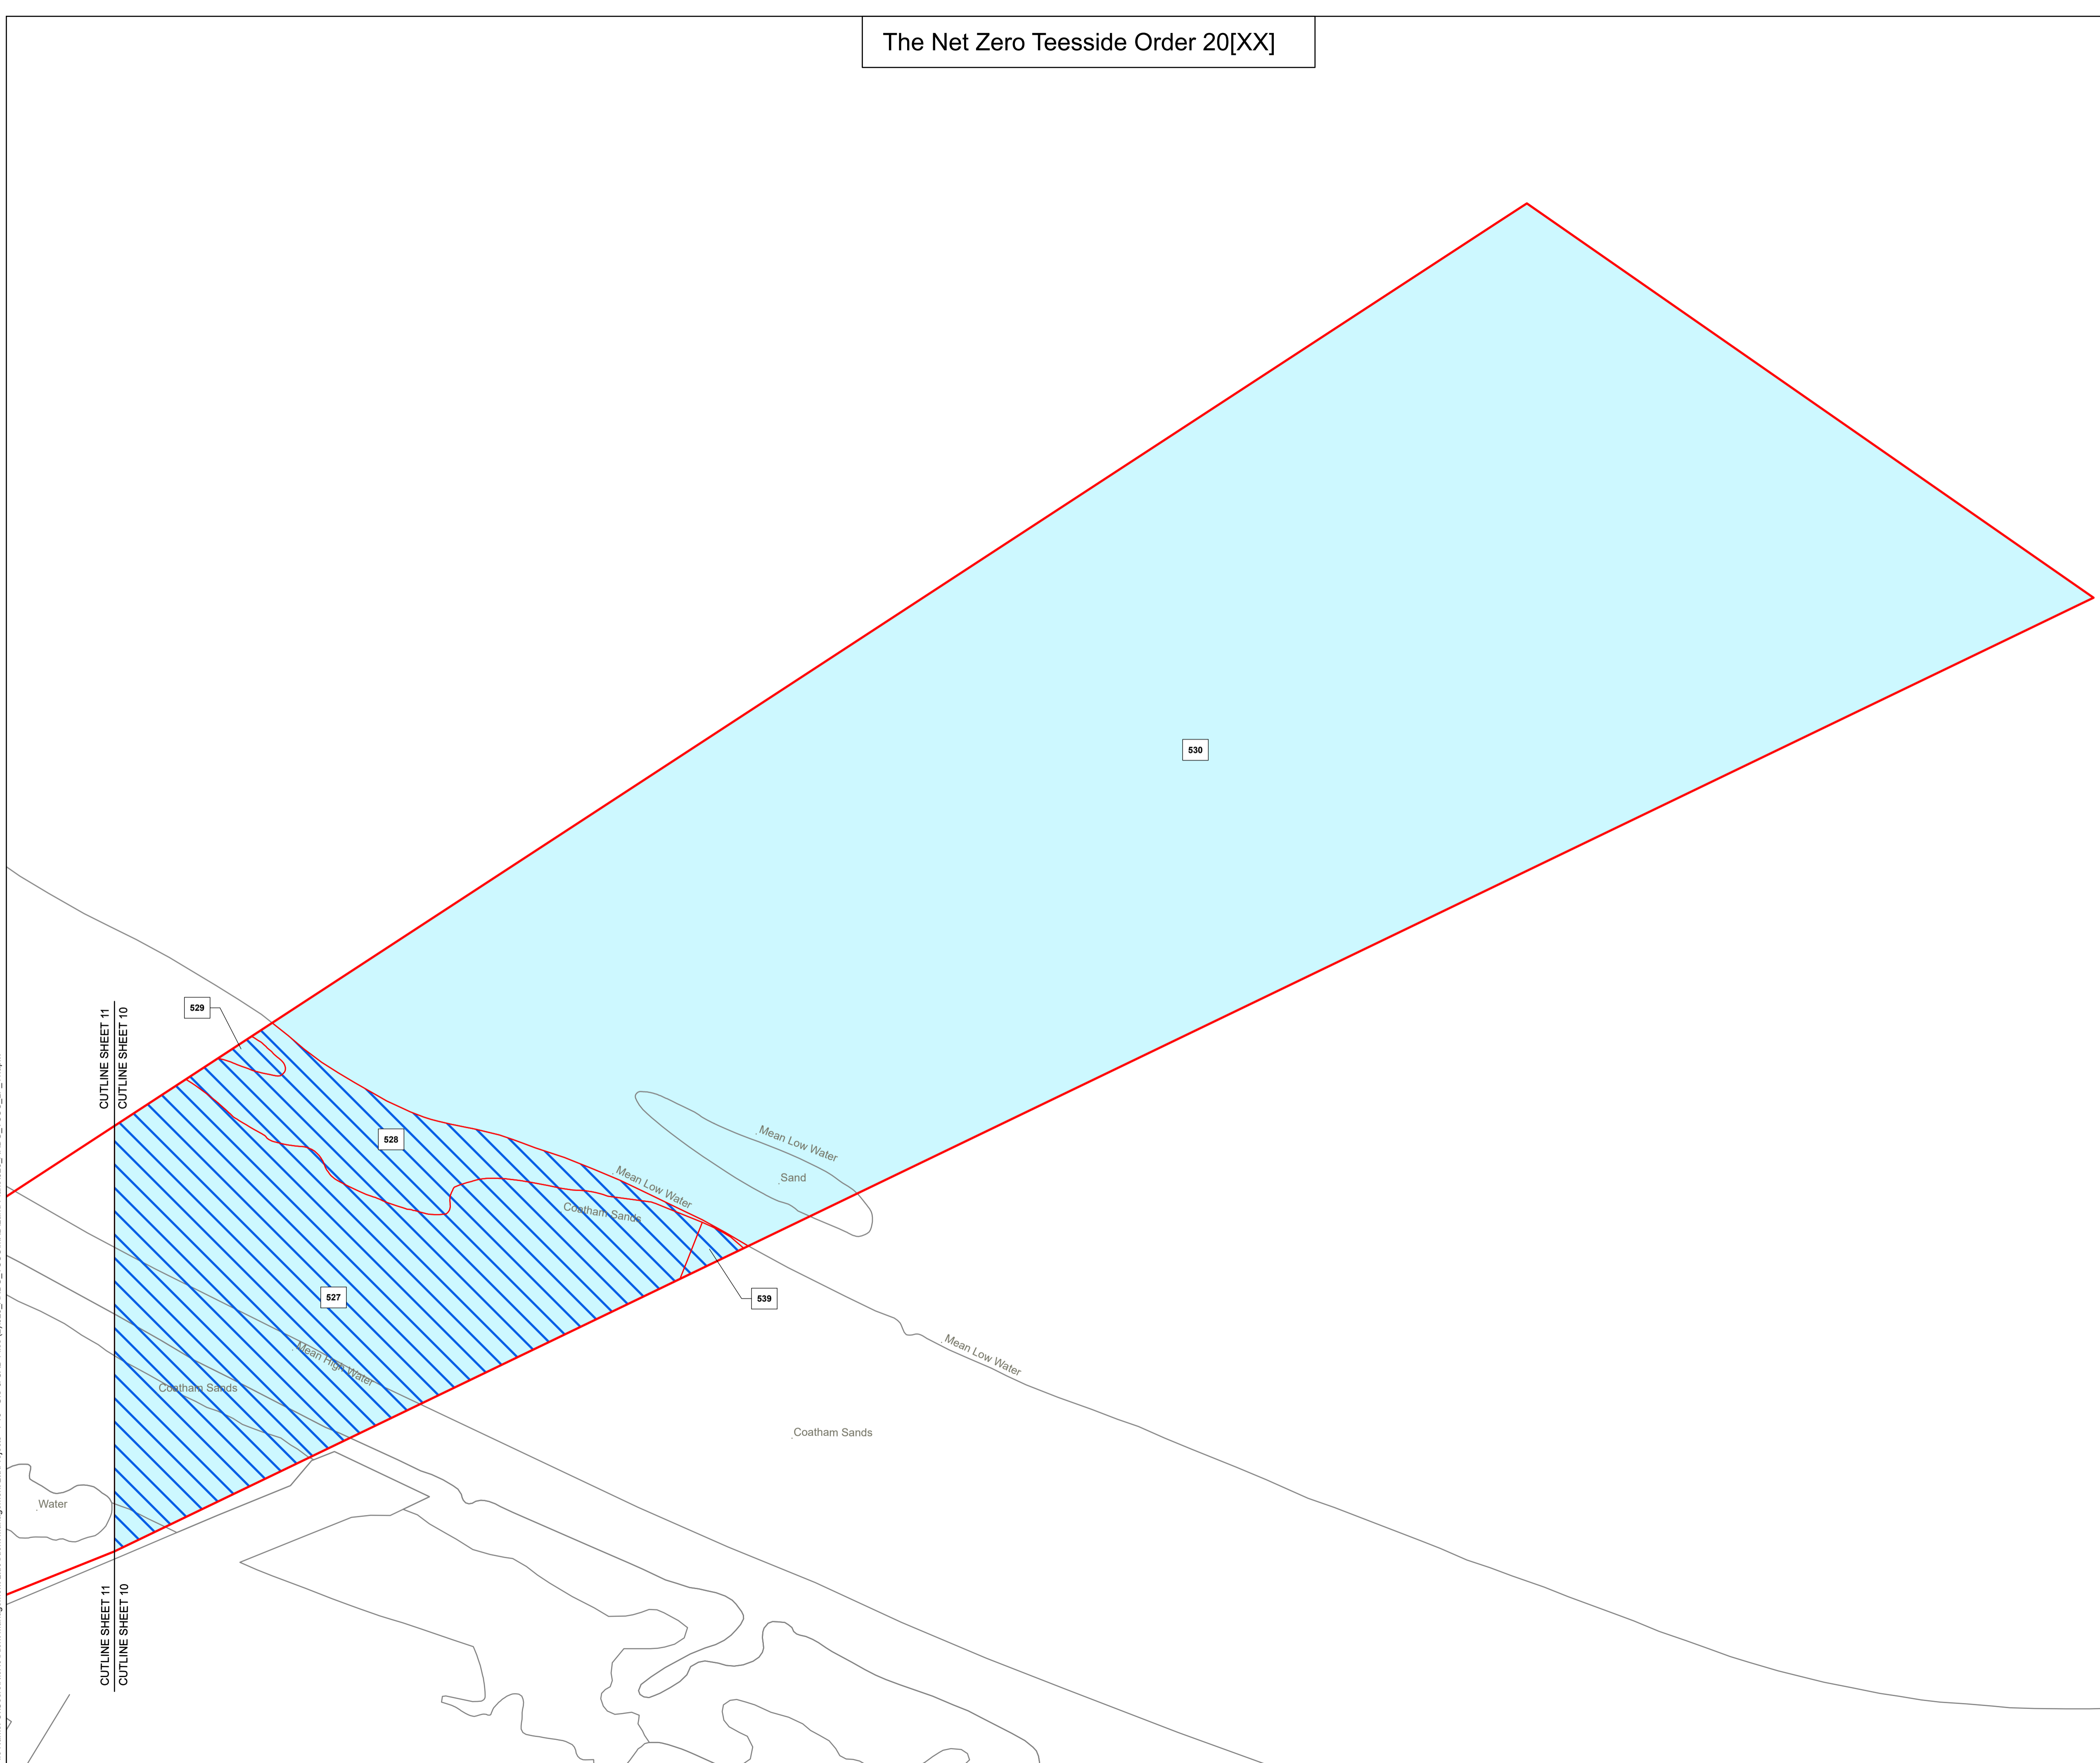 The Net Zero Teesside Order 20[XX]
530
529
CUTLINE SHEET 11
CUTLINE SHEET 10
528
Mean Low Water
Sand
Mean Low Water
Coatham Sands
527
539
Mean High Water
Mean Low Water
Coatham Sands
Coatham Sands
Water
CUTLINE SHEET 11
CUTLINE SHEET 10